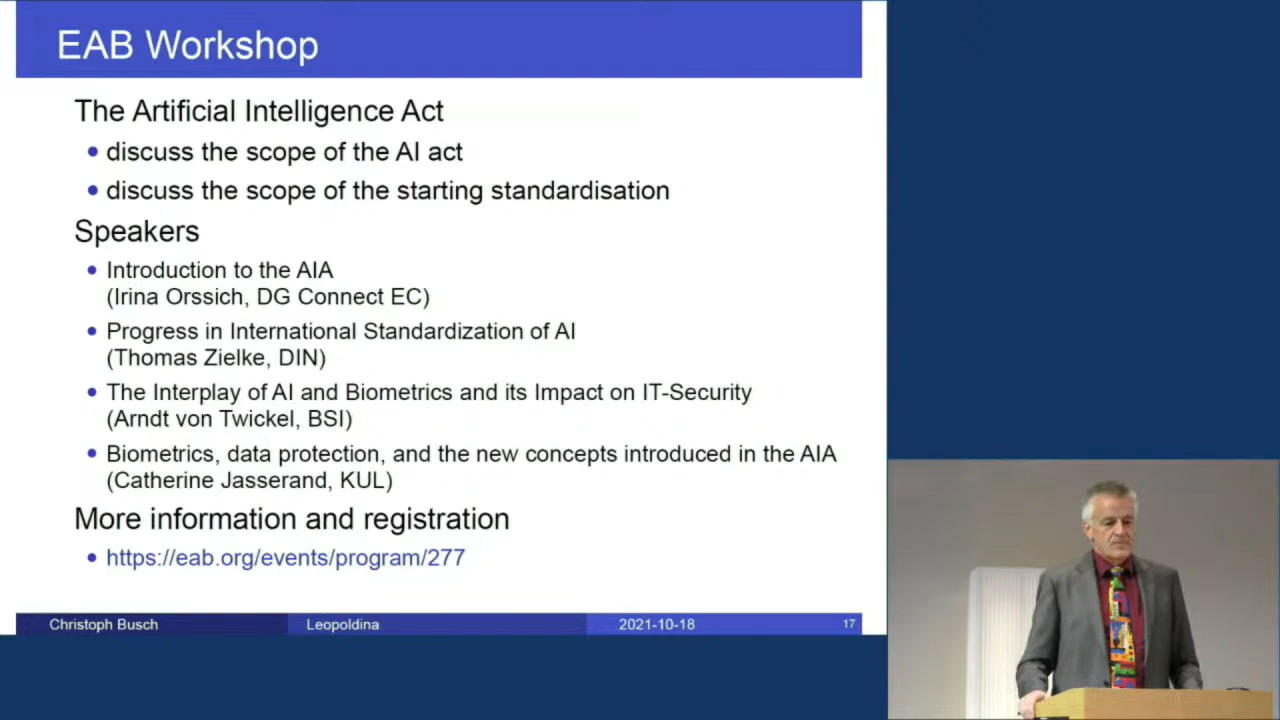 EAB Workshop
The Artificial Intelligence Act
discuss the scope of the AI act
discuss the scope of the starting standardisation
Speakers
Introduction to the AIA
(Irina Orssich, DG Connect EC)
Progress in International Standardization of AI
(Thomas Zielke, DIN)
The Interplay of AI and Biometrics and its Impact on IT-Security
(Arndt von Twickel, BSI)
Biometrics, data protection, and the new concepts introduced in the AIA
(Catherine Jasserand, KUL)
More information and registration
https://eab.org/events/program/277
Christoph Busch Leopoldina 2021-10-18 17